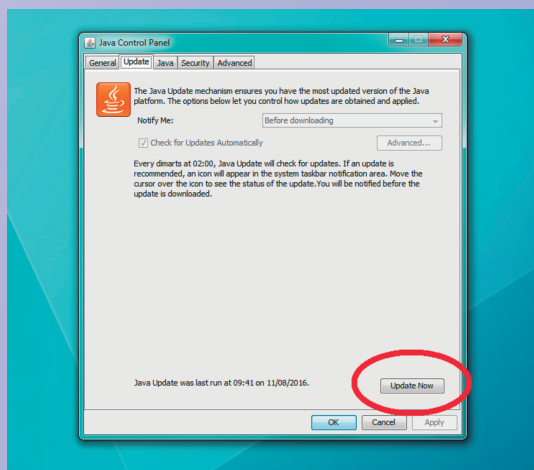 Java Control Panel
General Update Java Security Advanced
The Java Update mechanism ensures you have the most updated version of the Java
platform. The options below let you control how updates are obtained and applied.
Notify Me: Before downloading
Check for Updates Automatically Advanced...
Every dimarts at 02:00, Java Update will check for updates. If an update is
recommended, an icon will appear in the system taskbar notification area. Move the
cursor over the icon to see the status of the update.You will be notified before the
update is downloaded.
Java Update was last run at 09:41 on 11/08/2016. Update Now
OK Cancel Apply